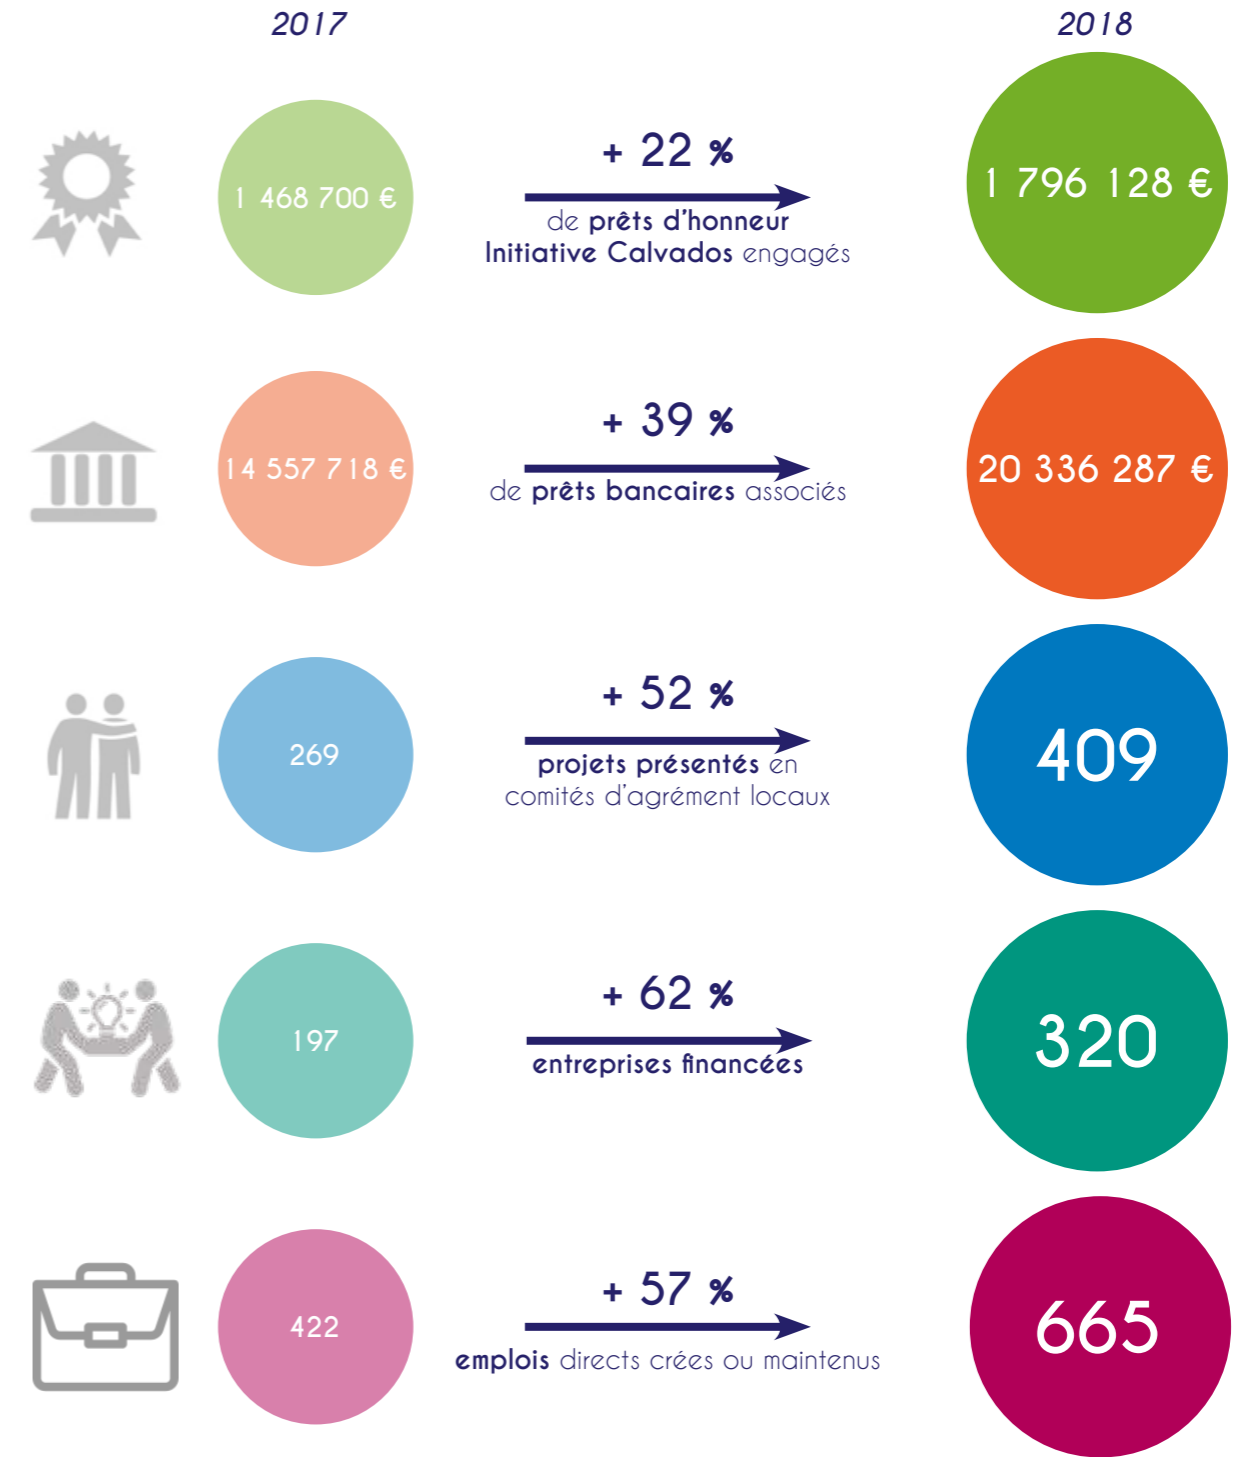 2017
2018
1 468 700 €
+ 22 %
de prêts d'honneur
Initiative Calvados engagés
1 796 128 €
14 557 718 €
+ 39 %
de prêts bancaires associés
20 336 287 €
269
+ 52 %
projets présentés en
comités d'agrément locaux
409
197
+ 62 %
entreprises financées
320
422
+ 57 %
emplois directs crées ou maintenus
665